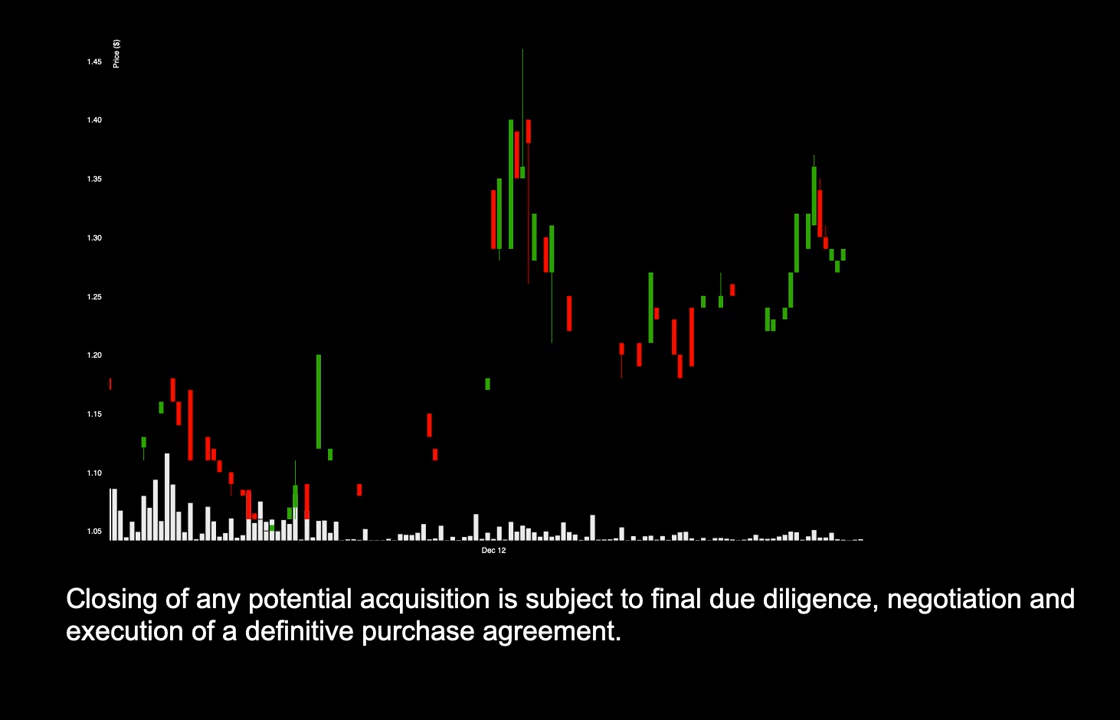 Price ($)
1.45
1.40
1.35
1.30
1.25
1.20
1.15
1.10
1.05
Dec 12
Closing of any potential acquisition is subject to final due diligence, negotiation and
execution of a definitive purchase agreement.